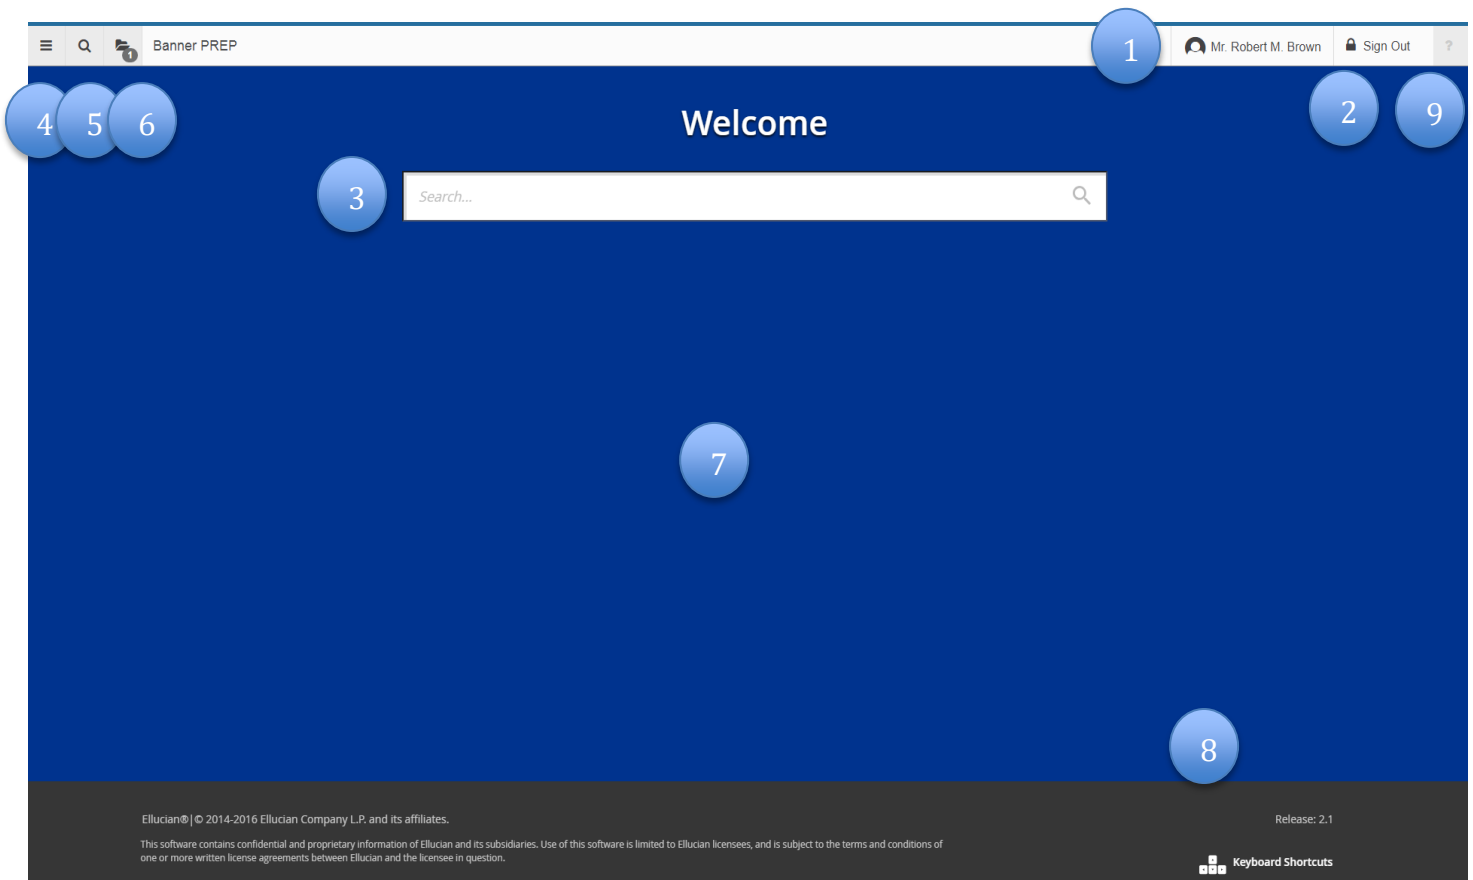 1 Banner PREP 1 Mr. Robert M. Brown Sign Out ?
4 5 6 Welcome 2 9
3 Search...
7
8
Ellucian®|© 2014-2016 Ellucian Company L.P. and its affiliates. Release: 2.1
This software contains confidential and proprietary information of Ellucian and its subsidiaries. Use of this software is limited to Ellucian licensees, and is subject to the terms and conditions of
one or more written license agreements between Ellucian and the licensee in question.
Keyboard Shortcuts